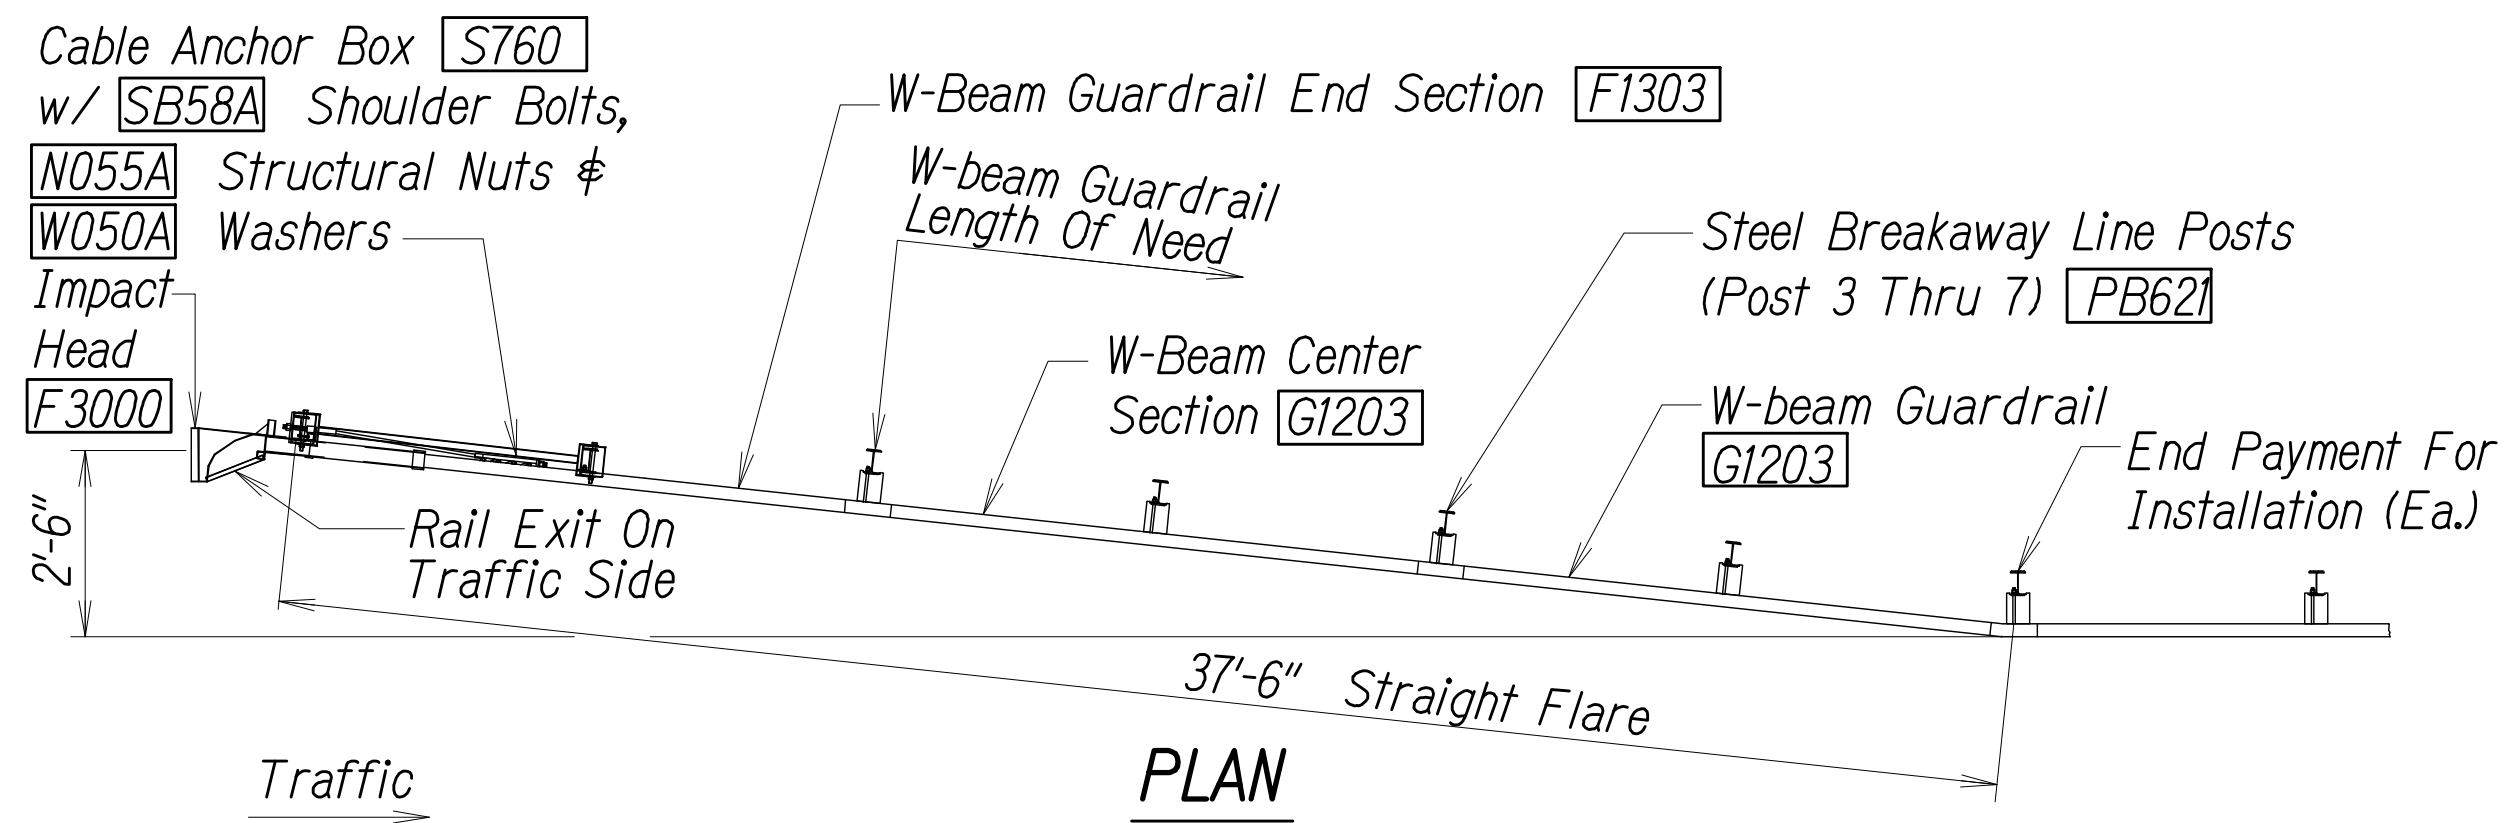 Cable Anchor Box S760
w/ SB58A Shoulder Bolts,
N055A Structural Nuts &
W050A Washers
Impact
Head
F3000
W-Beam Guardrail End Section F1303
W-beam Guardrail
Length Of Need
Steel Breakaway Line Posts
(Post 3 Thru 7) PB621
W-Beam Center
Section G1203
W-beam Guardrail
G1203
End Payment For
Installation (Ea.)
Rail Exit On
Traffic Side
2'-6"
37'-6" Straight Flare
Traffic
PLAN